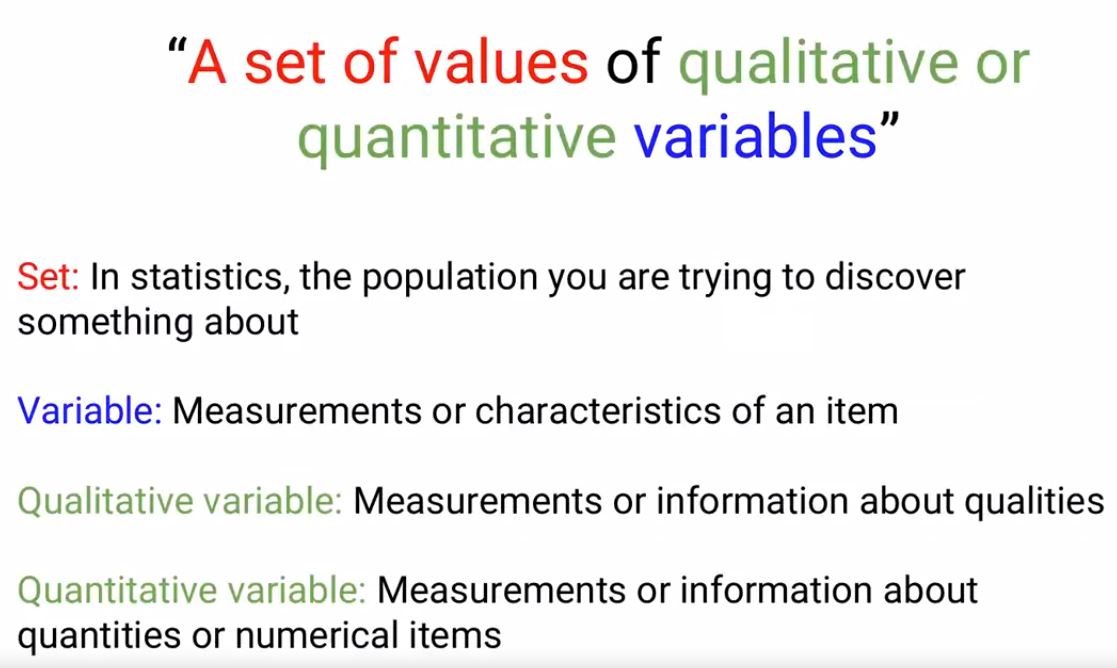 “A set of values of qualitative or
quantitative variables”
Set: In statistics, the population you are trying to discover
something about
Variable: Measurements or characteristics of an item
Qualitative variable: Measurements or information about qualities
Quantitative variable: Measurements or information about
quantities or numerical items